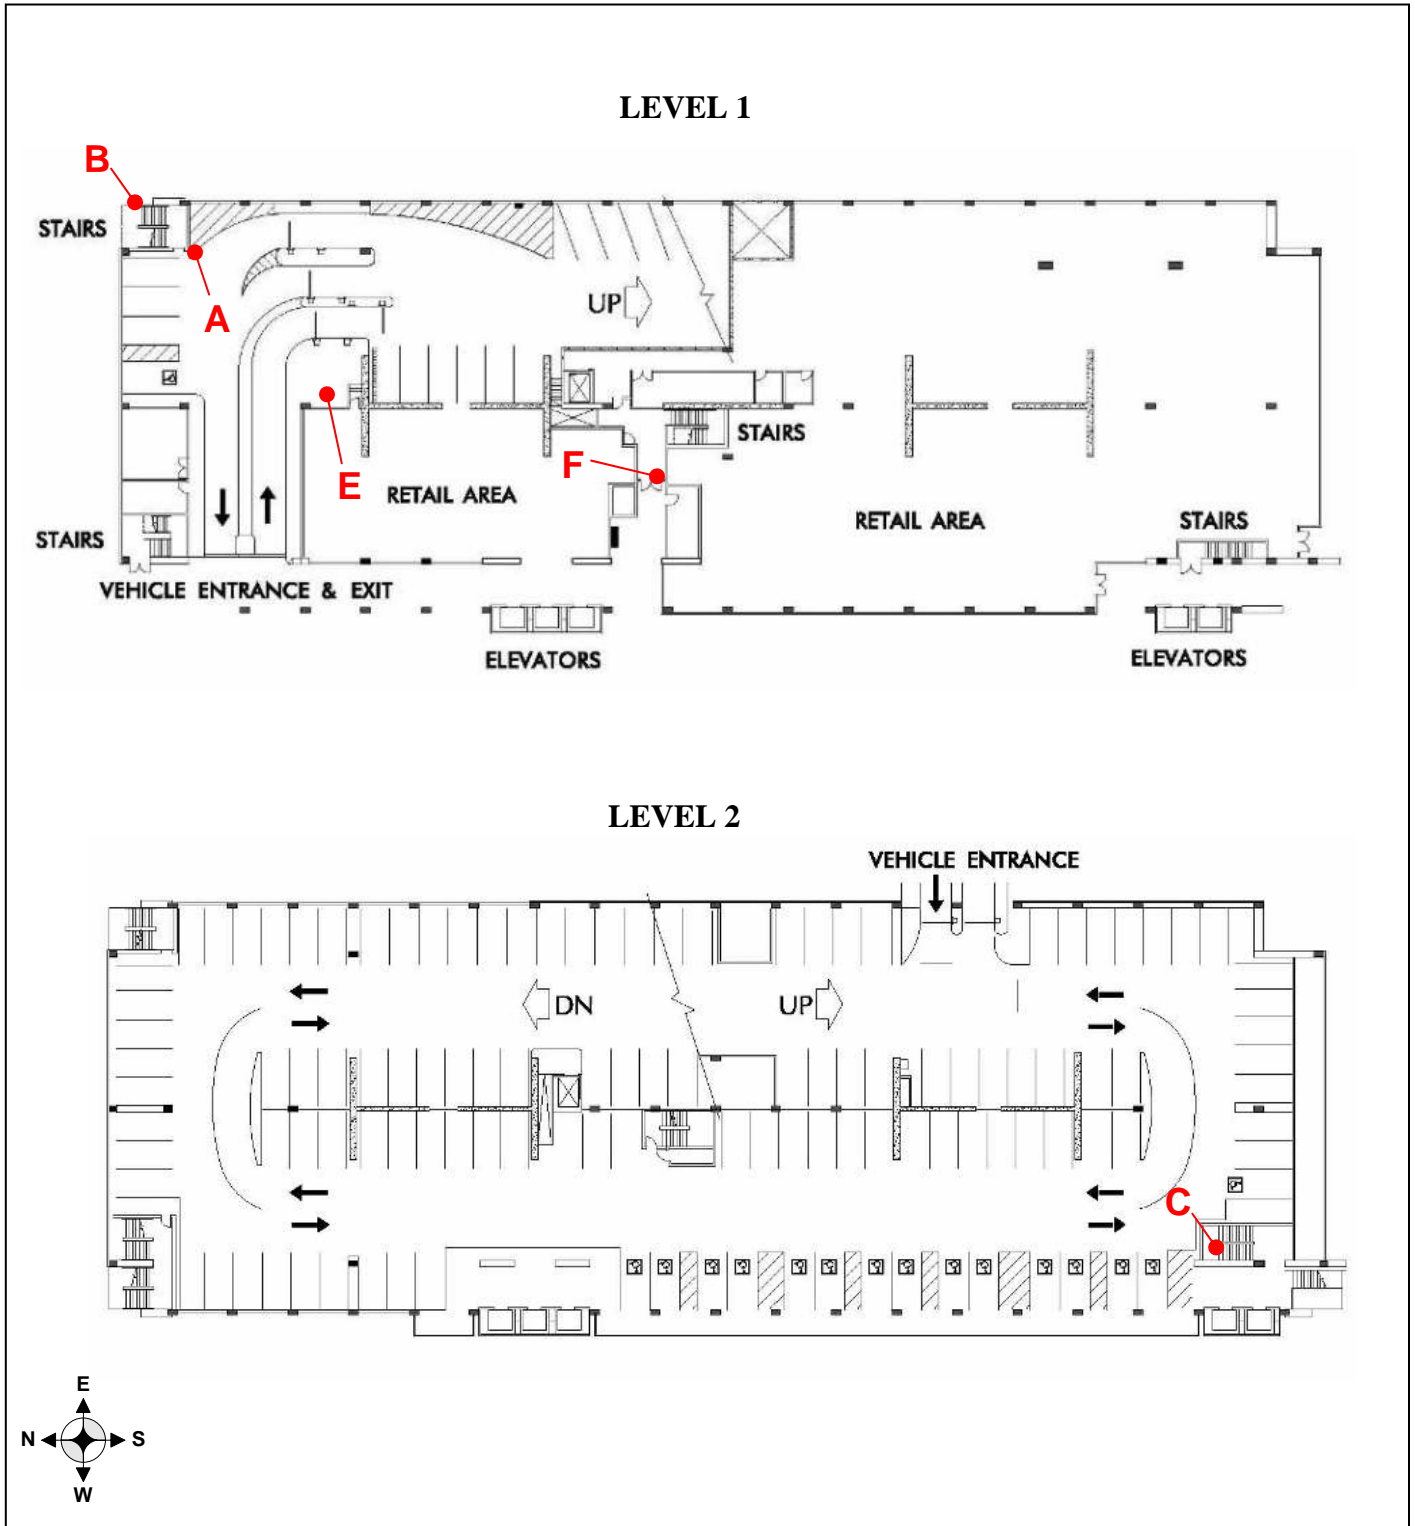 LEVEL 1
B
STAIRS
A
UP
E
F
STAIRS
RETAIL AREA
RETAIL AREA
STAIRS
STAIRS
VEHICLE ENTRANCE & EXIT
ELEVATORS
ELEVATORS
LEVEL 2
VEHICLE ENTRANCE
DN
UP
C
E
N S
W